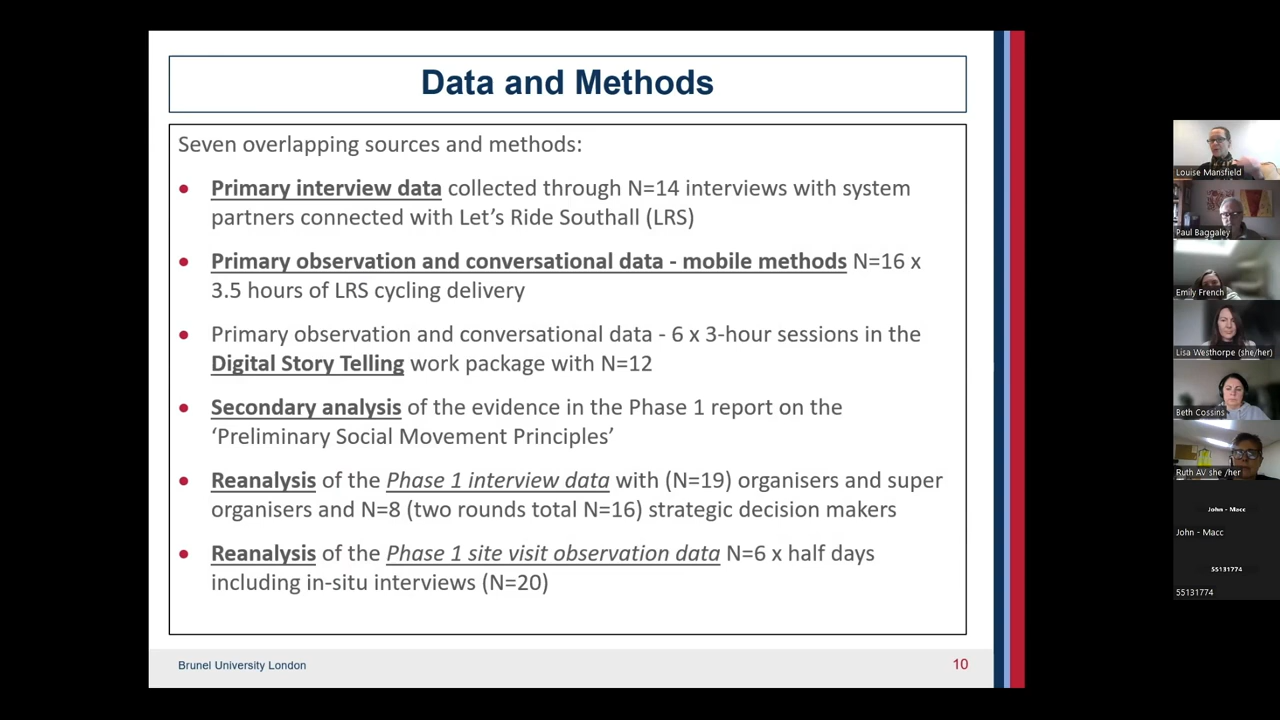 Data and Methods
Seven overlapping sources and methods:
● Primary interview data collected through N=14 interviews with system
partners connected with Let's Ride Southall (LRS)
● Primary observation and conversational data - mobile methods N=16 x
3.5 hours of LRS cycling delivery
● Primary observation and conversational data - 6 x 3-hour sessions in the
Digital Story Telling work package with N=12
● Secondary analysis of the evidence in the Phase 1 report on the
‘Preliminary Social Movement Principles’
● Reanalysis of the Phase 1 interview data with (N=19) organisers and super
organisers and N=8 (two rounds total N=16) strategic decision makers
● Reanalysis of the Phase 1 site visit observation data N=6 x half days
including in-situ interviews (N=20)
Brunel University London
10
Louise Mansfield
Paul Baggaley
Emily French
Lisa Westhorpe (she/her)
Beth Cossins
Ruth AV she /her
John - Macc
John - Macc
55131774
55131774